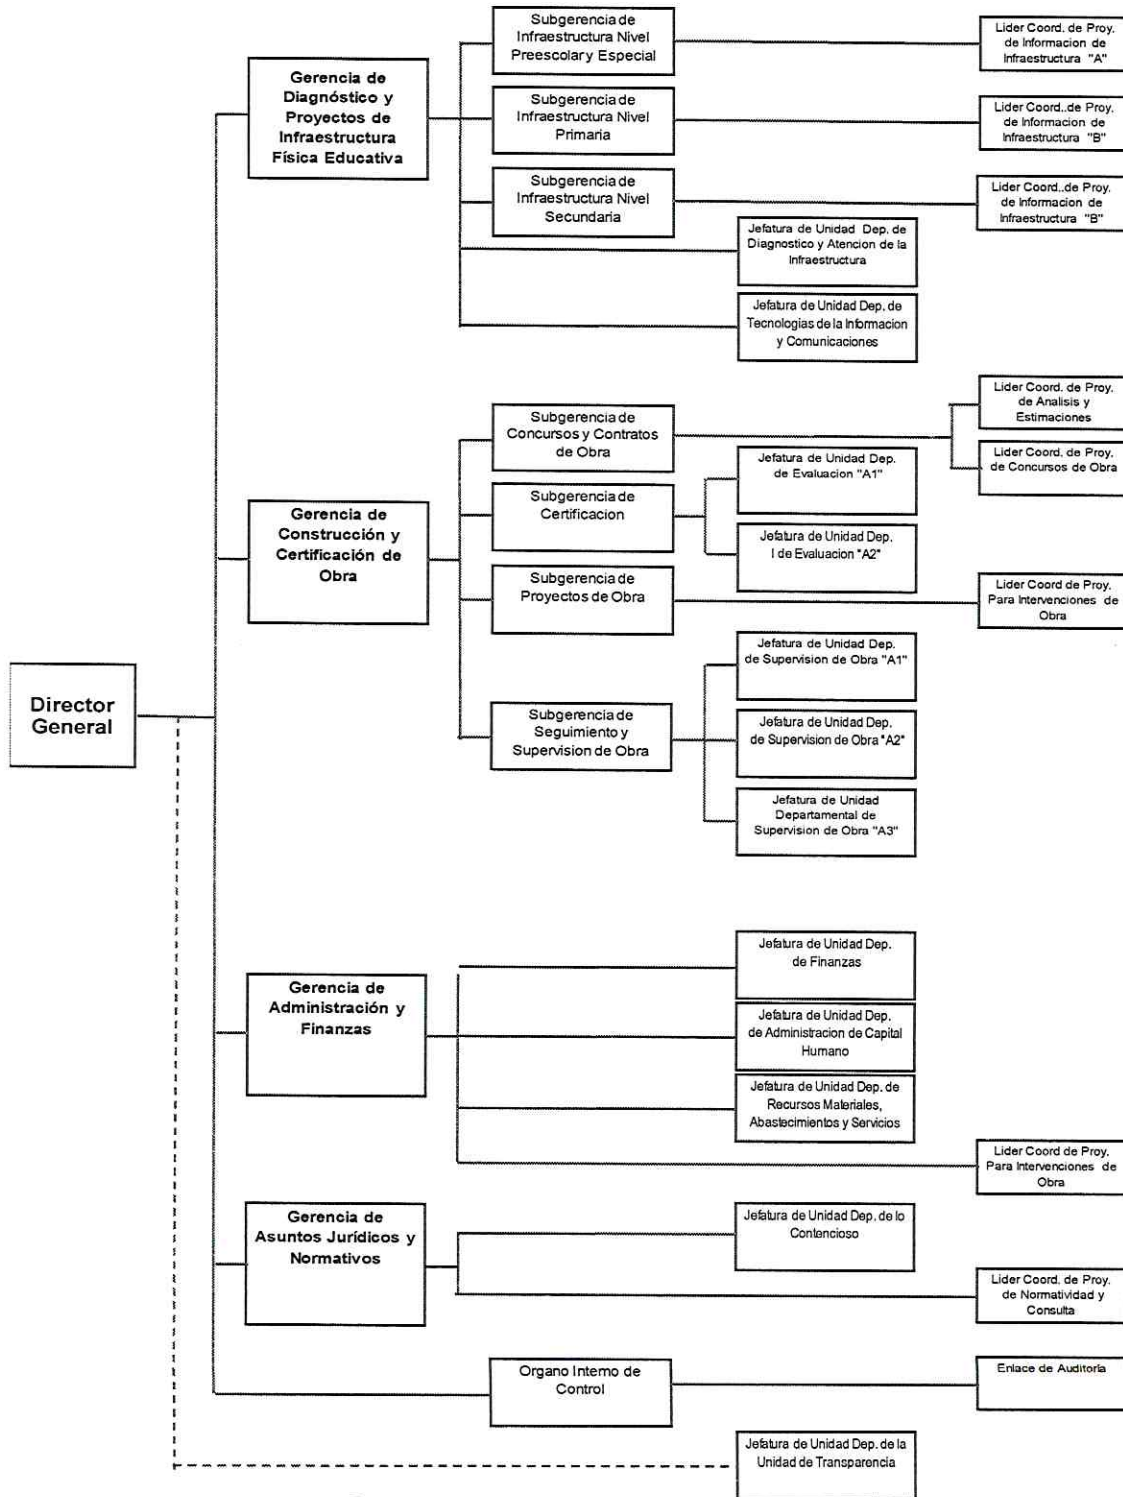 Subgerencia de
Infraestructura Nivel
Preescolar y Especial
Lider Coord. de Proy.
de Informacion de
Infraestructura "A"
Gerencia de
Diagnóstico y
Proyectos de
Infraestructura
Física Educativa
Subgerencia de
Infraestructura Nivel
Primaria
Lider Coord..de Proy.
de Informacion de
Infraestructura "B"
Subgerencia de
Infraestructura Nivel
Secundaria
Lider Coord..de Proy.
de Informacion de
Infraestructura "B"
Jefatura de Unidad Dep. de
Diagnostico y Atencion de la
Infraestructura
Jefatura de Unidad Dep. de
Tecnologias de la Informacion
y Comunicaciones
Subgerencia de
Concursos y Contratos
de Obra
Lider Coord. de Proy.
de Analisis y
Estimaciones
Lider Coord. de Proy.
de Concursos de Obra
Gerencia de
Construcción y
Certificación de
Obra
Subgerencia de
Certificacion
Jefatura de Unidad Dep.
de Evaluacion "A1"
Jefatura de Unidad Dep.
I de Evaluacion "A2"
Subgerencia de
Proyectos de Obra
Lider Coord de Proy.
Para Intervenciones de
Obra
Director
General
Subgerencia de
Seguimiento y
Supervision de Obra
Jefatura de Unidad Dep.
de Supervision de Obra "A1"
Jefatura de Unidad Dep.
de Supervision de Obra "A2"
Jefatura de Unidad
Departamental de
Supervision de Obra "A3"
Gerencia de
Administración y
Finanzas
Jefatura de Unidad Dep.
de Finanzas
Jefatura de Unidad Dep.
de Administracion de Capital
Humano
Jefatura de Unidad Dep. de
Recursos Materiales,
Abastecimientos y Servicios
Lider Coord de Proy.
Para Intervenciones de
Obra
Gerencia de
Asuntos Jurídicos y
Normativos
Jefatura de Unidad Dep. de lo
Contencioso
Lider Coord. de Proy.
de Normatividad y
Consulta
Organo Interno de
Control
Enlace de Auditoría
Jefatura de Unidad Dep. de la
Unidad de Transparencia